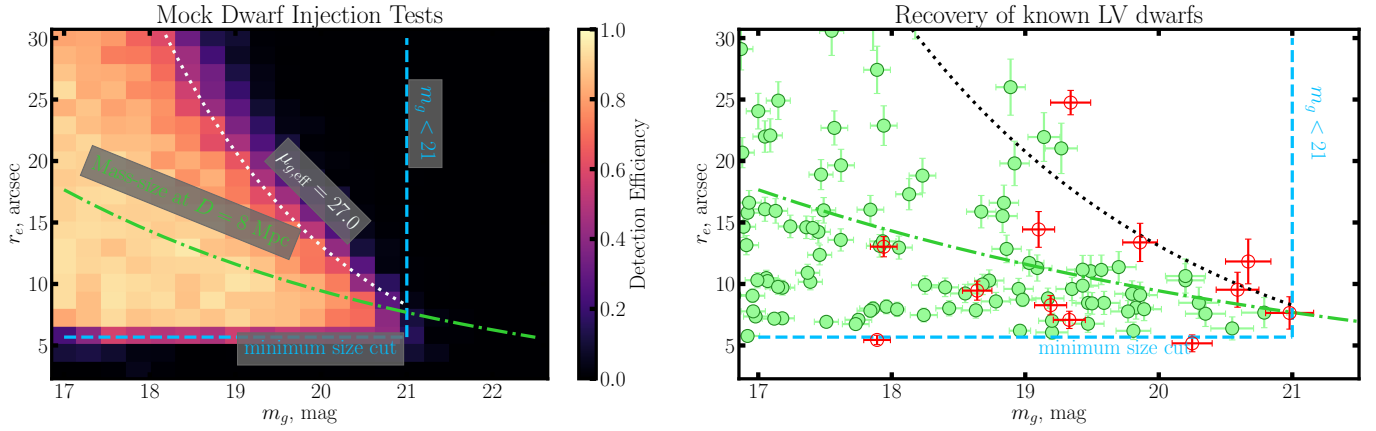 Mock Dwarf Injection Tests
30
25
20
15
10
5
r_e, arcsec
17
18
19
20
21
22
m_g, mag
Mass-size at D = 8 Mpc
μ_{g,eff} = 27.0
m_g < 21
minimum size cut
1.0
0.8
0.6
0.4
0.2
0.0
Detection Efficiency
Recovery of known LV dwarfs
30
25
20
15
10
5
r_e, arcsec
17
18
19
20
21
m_g, mag
m_g < 21
minimum size cut